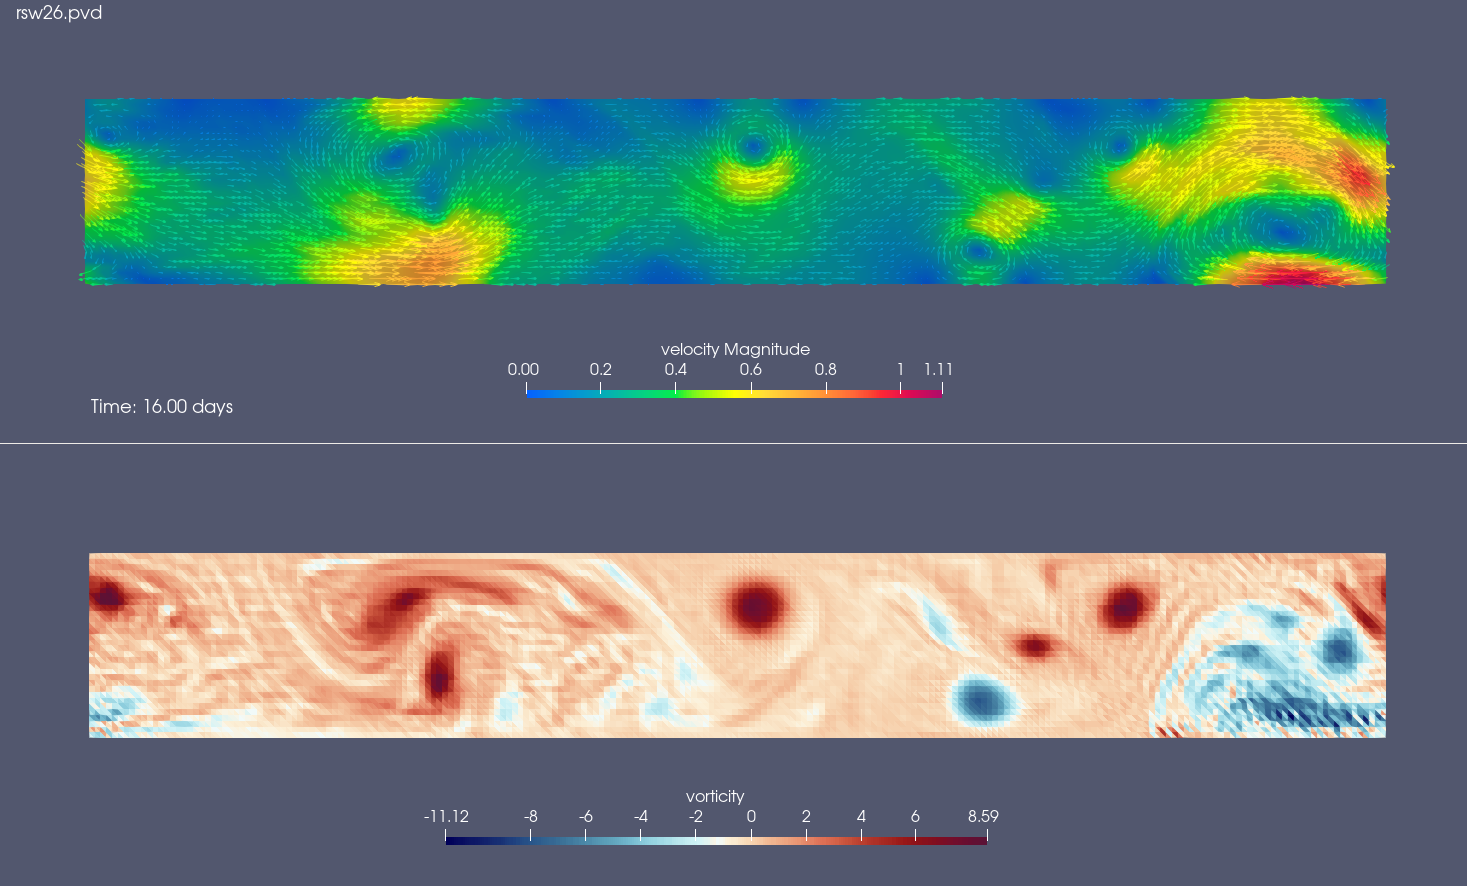 rsw26.pvd
velocity Magnitude
0.00 0.2 0.4 0.6 0.8 1 1.11
Time: 16.00 days
vorticity
-11.12 -8 -6 -4 -2 0 2 4 6 8.59